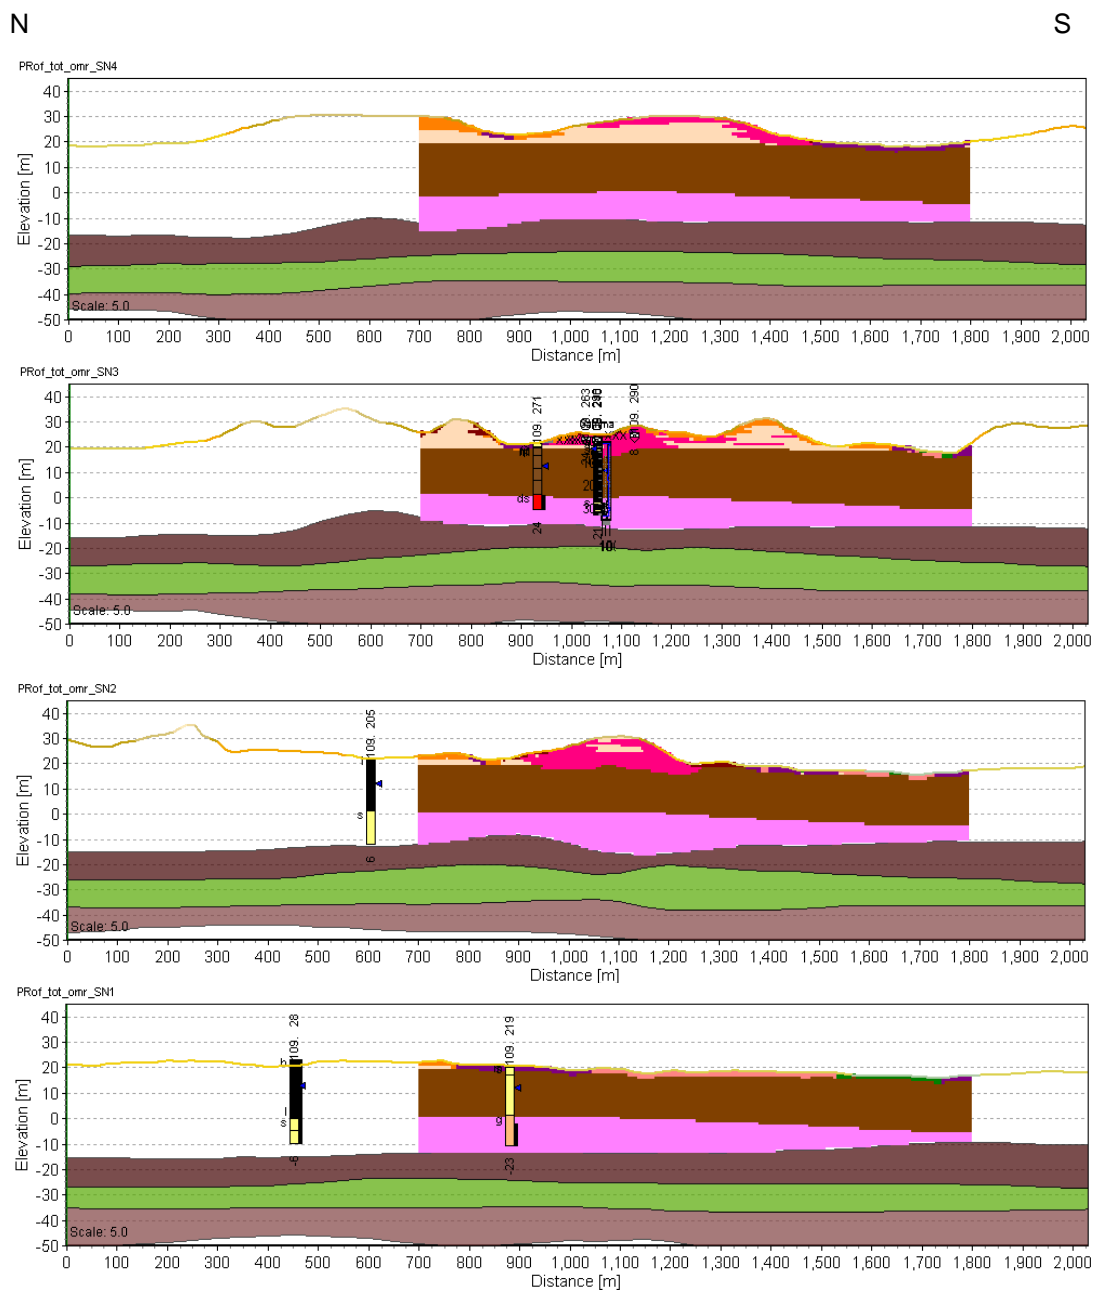 N S
PRof_tot_omr_SN4
40
30
20
10
0
-10
-20
-30
-40
-50
Elevation [m]
Scale: 5.0
0 100 200 300 400 500 600 700 800 900 1,000 1,100 1,200 1,300 1,400 1,500 1,600 1,700 1,800 1,900 2,000
Distance [m]
PRof_tot_omr_SN3
40
30
20
10
0
-10
-20
-30
-40
-50
Elevation [m]
109. 271
ds
24
263
109. 290
8
21
Scale: 5.0
0 100 200 300 400 500 600 700 800 900 1,000 1,100 1,200 1,300 1,400 1,500 1,600 1,700 1,800 1,900 2,000
Distance [m]
PRof_tot_omr_SN2
40
30
20
10
0
-10
-20
-30
-40
-50
Elevation [m]
109. 205
s
6
Scale: 5.0
0 100 200 300 400 500 600 700 800 900 1,000 1,100 1,200 1,300 1,400 1,500 1,600 1,700 1,800 1,900 2,000
Distance [m]
PRof_tot_omr_SN1
40
30
20
10
0
-10
-20
-30
-40
-50
Elevation [m]
109. 28
h
l
s
-6
109. 219
g
-23
Scale: 5.0
0 100 200 300 400 500 600 700 800 900 1,000 1,100 1,200 1,300 1,400 1,500 1,600 1,700 1,800 1,900 2,000
Distance [m]